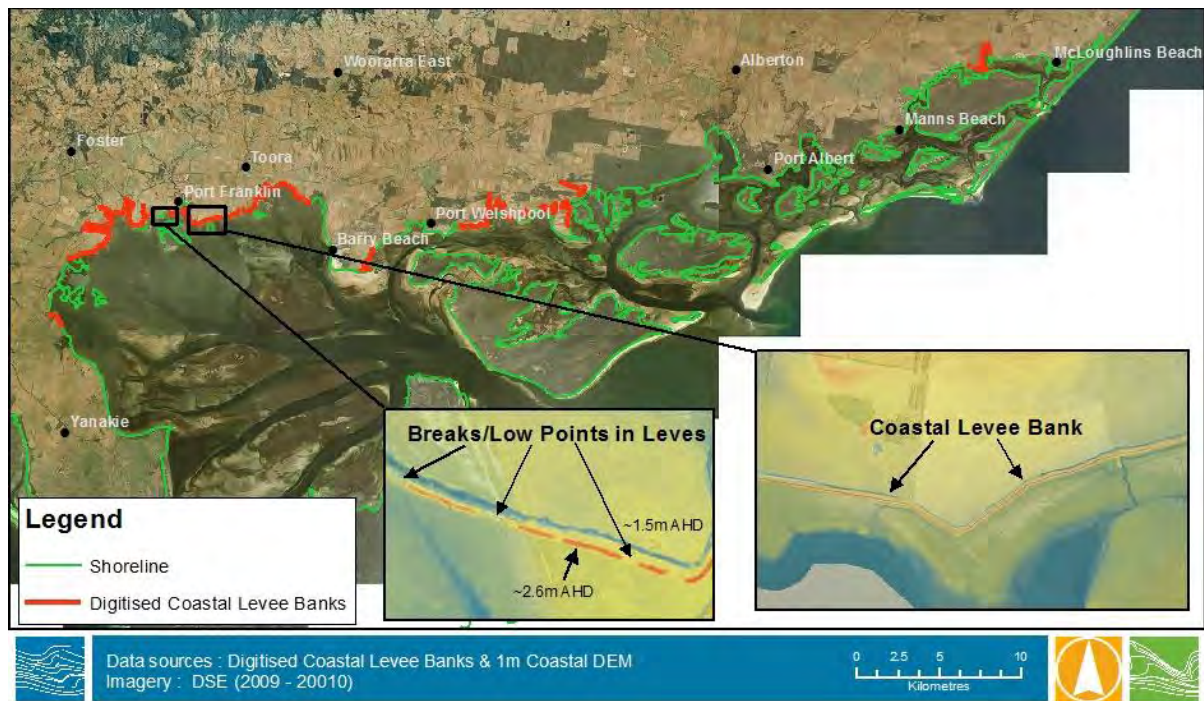 Woorarra East
Alberton
McLoughlins Beach
Foster
Toora
Manns Beach
Port Albert
Port Franklin
Port Welshpool
Barry Beach
Yanakie
Breaks/Low Points in Leves
~1.5m AHD
~2.6m AHD
Coastal Levee Bank
Legend
Shoreline
Digitised Coastal Levee Banks
Data sources : Digitised Coastal Levee Banks & 1m Coastal DEM
Imagery : DSE (2009 - 20010)
0 2.5 5 10
Kilometres